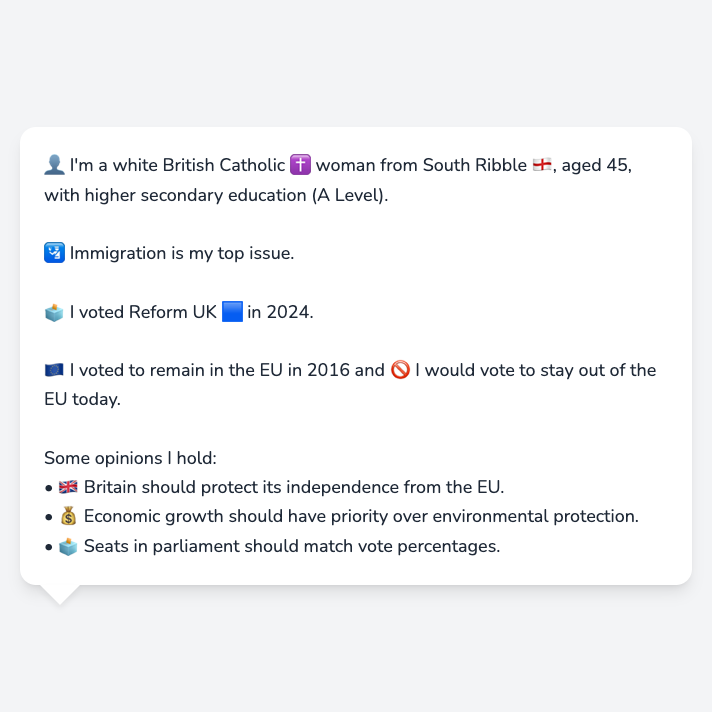 👤 I'm a white British Catholic ✝️ woman from South Ribble 🏴󠁧󠁢󠁥󠁮󠁧󠁿, aged 45,
with higher secondary education (A Level).
🛂 Immigration is my top issue.
🗳️ I voted Reform UK 🟦 in 2024.
🇪🇺 I voted to remain in the EU in 2016 and 🚫 I would vote to stay out of the
EU today.
Some opinions I hold:
• 🇬🇧 Britain should protect its independence from the EU.
• 💰 Economic growth should have priority over environmental protection.
• 🗳️ Seats in parliament should match vote percentages.